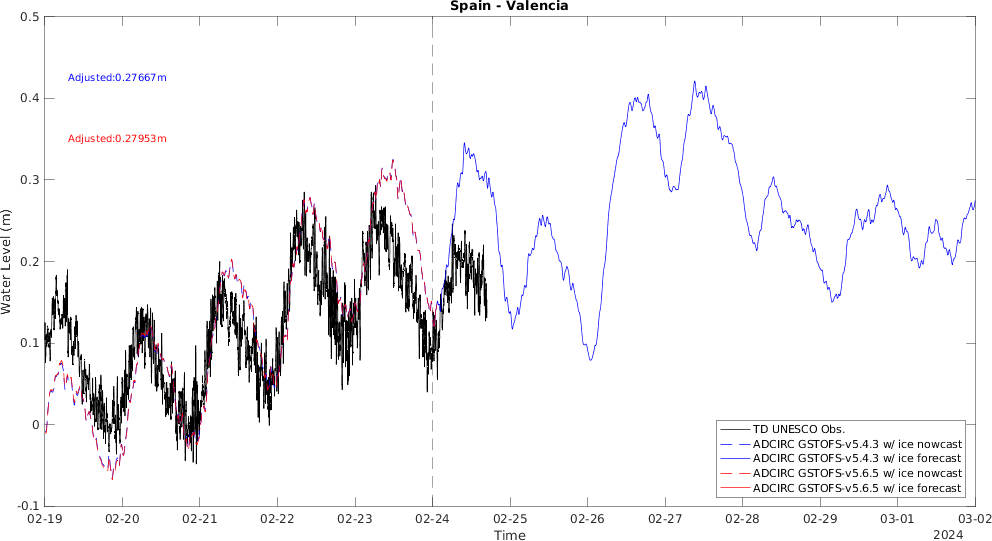 Spain - Valencia
0.5
0.4
0.3
0.2
0.1
0
-0.1
Water Level (m)
Adjusted:0.27667m
Adjusted:0.27953m
TD UNESCO Obs.
ADCIRC GSTOFS-v5.4.3 w/ ice nowcast
ADCIRC GSTOFS-v5.4.3 w/ ice forecast
ADCIRC GSTOFS-v5.6.5 w/ ice nowcast
ADCIRC GSTOFS-v5.6.5 w/ ice forecast
02-19 02-20 02-21 02-22 02-23 02-24 02-25 02-26 02-27 02-28 02-29 03-01 03-02
Time
2024